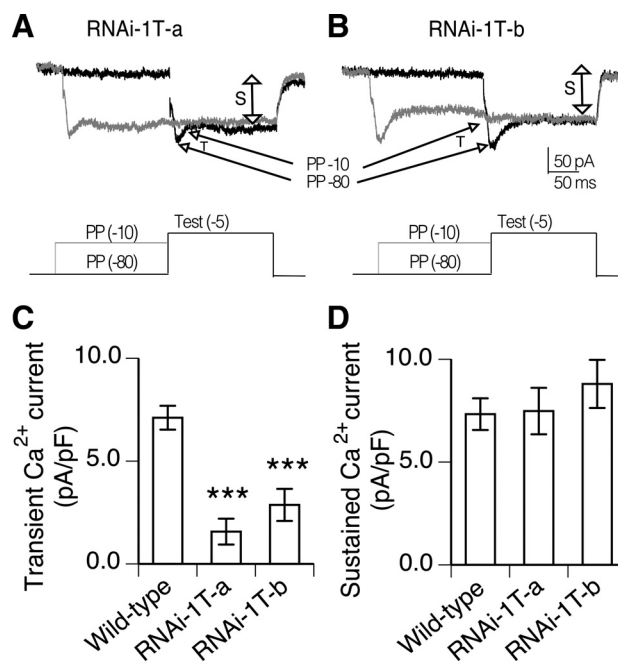 A
RNAi-1T-a
B
RNAi-1T-b
S
S
T
T
PP -10
PP -80
50 pA
50 ms
PP (-10)
Test (-5)
PP (-80)
PP (-10)
Test (-5)
PP (-80)
C
Transient Ca2+ current
(pA/pF)
10.0
5.0
0.0
***
***
Wild-type
RNAi-1T-a
RNAi-1T-b
D
Sustained Ca2+ current
(pA/pF)
10.0
5.0
0.0
Wild-type
RNAi-1T-a
RNAi-1T-b